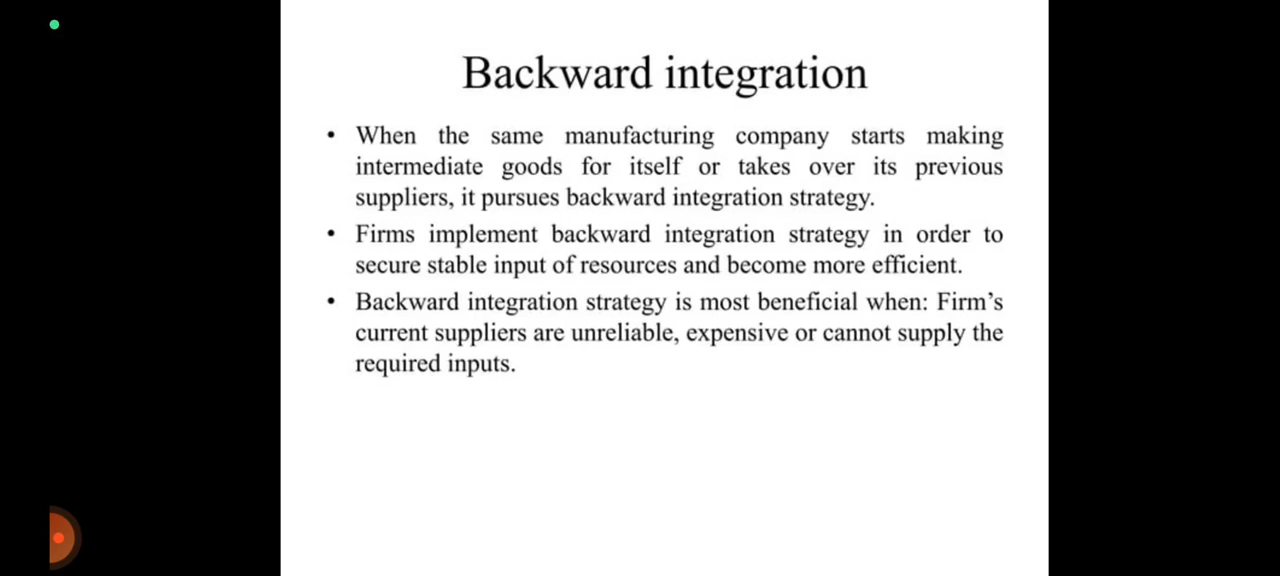 Backward integration
• When the same manufacturing company starts making
intermediate goods for itself or takes over its previous
suppliers, it pursues backward integration strategy.
• Firms implement backward integration strategy in order to
secure stable input of resources and become more efficient.
• Backward integration strategy is most beneficial when: Firm’s
current suppliers are unreliable, expensive or cannot supply the
required inputs.